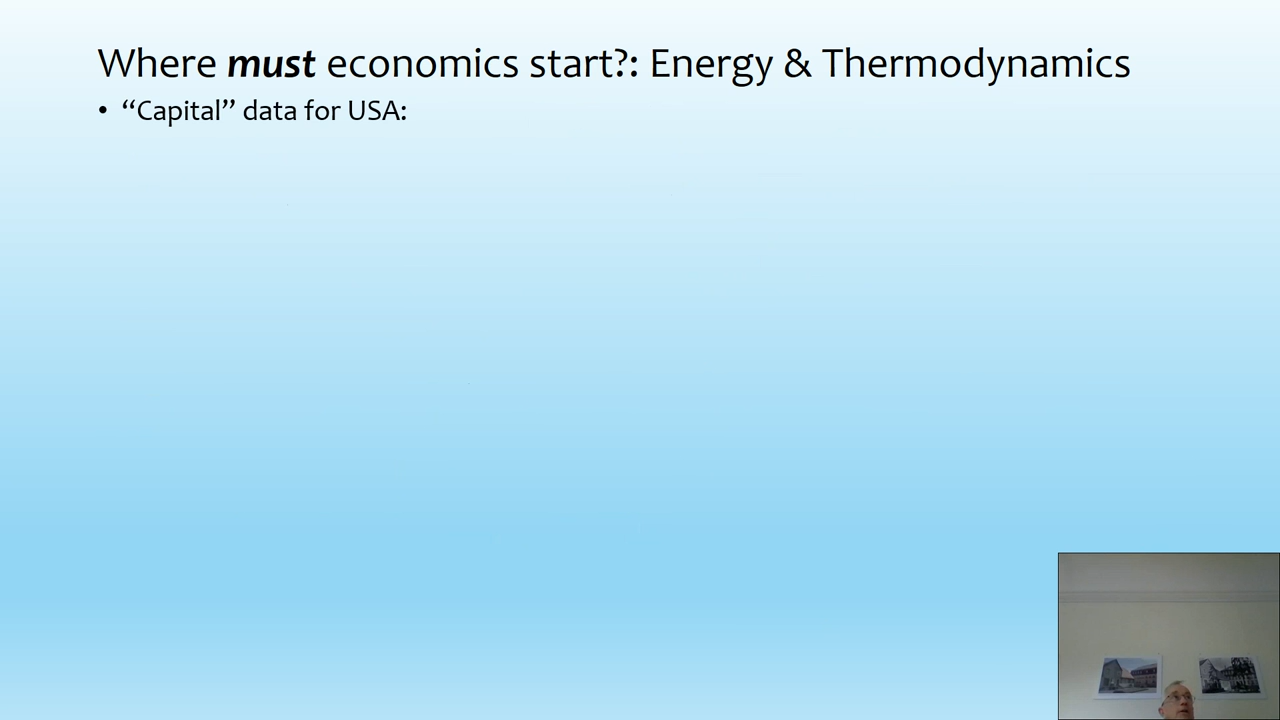 Where must economics start?: Energy & Thermodynamics
• “Capital” data for USA: